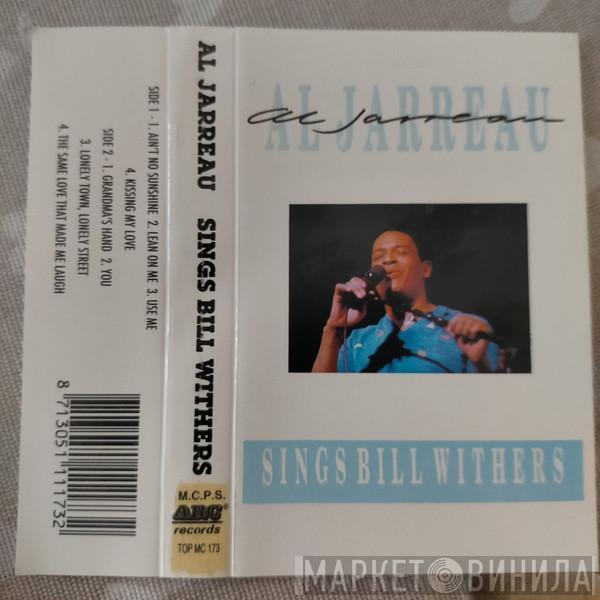 SIDE 1 - 1. AIN'T NO SUNSHINE 2. LEAN ON ME 3. USE ME
4. KISSING MY LOVE
SIDE 2 - 1. GRANDMA'S HAND 2. YOU
3. LONELY TOWN, LONELY STREET
4. THE SAME LOVE THAT MADE ME LAUGH
8 713051 111732
AL JARREAU SINGS BILL WITHERS
M.C.P.S.
ARC®
records
TOP MC 173
AL JARREAU
Al Jarreau
SINGS BILL WITHERS
МАРКЕТ ВИНИЛА